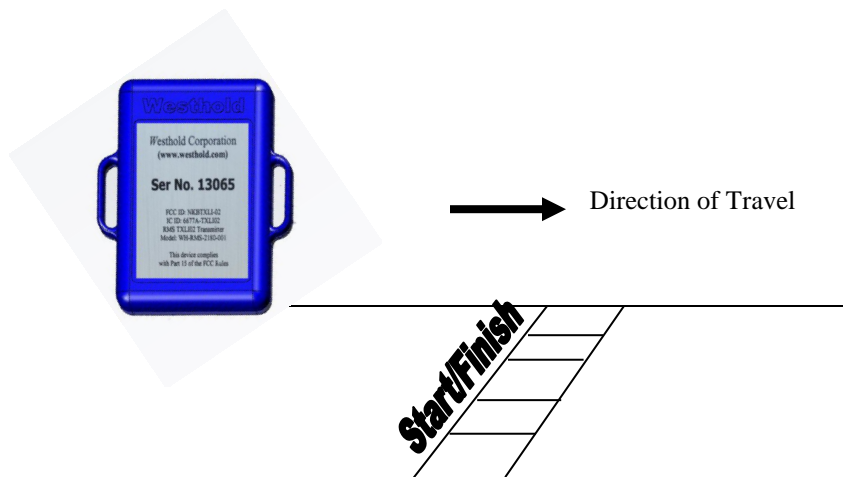 Westhold
Westhold Corporation
(www.westhold.com)
Ser No. 13065
FCC ID: NKBTXLI-02
IC ID: 6677A-TXLI02
RMS TXLI02 Transmitter
Model: WH-RMS-2180-001
This device complies
with Part 15 of the FCC Rules
Direction of Travel
Start/Finish